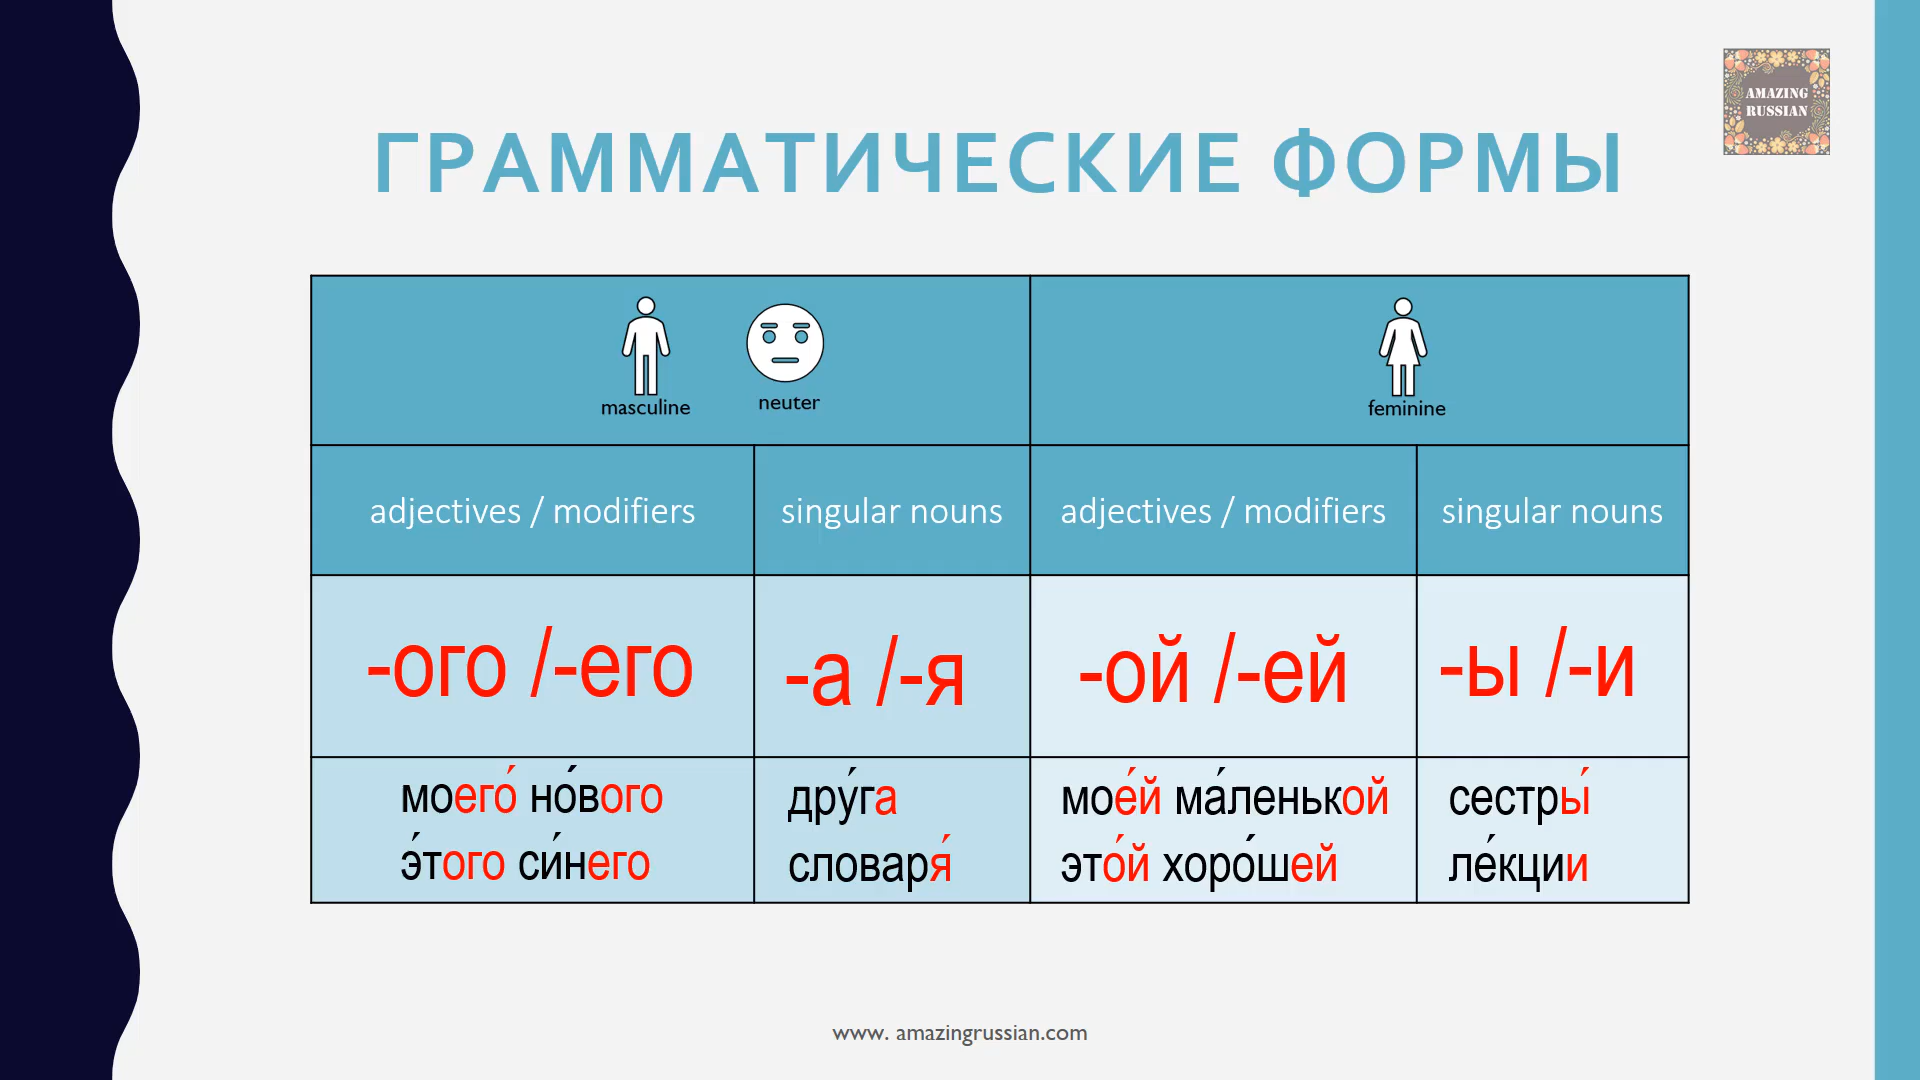 AMAZING
RUSSIAN
ГРАММАТИЧЕСКИЕ ФОРМЫ
masculine neuter feminine
adjectives / modifiers singular nouns adjectives / modifiers singular nouns
-ого /-его -а /-я -ой /-ей -ы /-и
моего́ но́вого дру́га мое́й ма́ленькой сестры́
э́того си́него словаря́ это́й хоро́шей ле́кции
www. amazingrussian.com